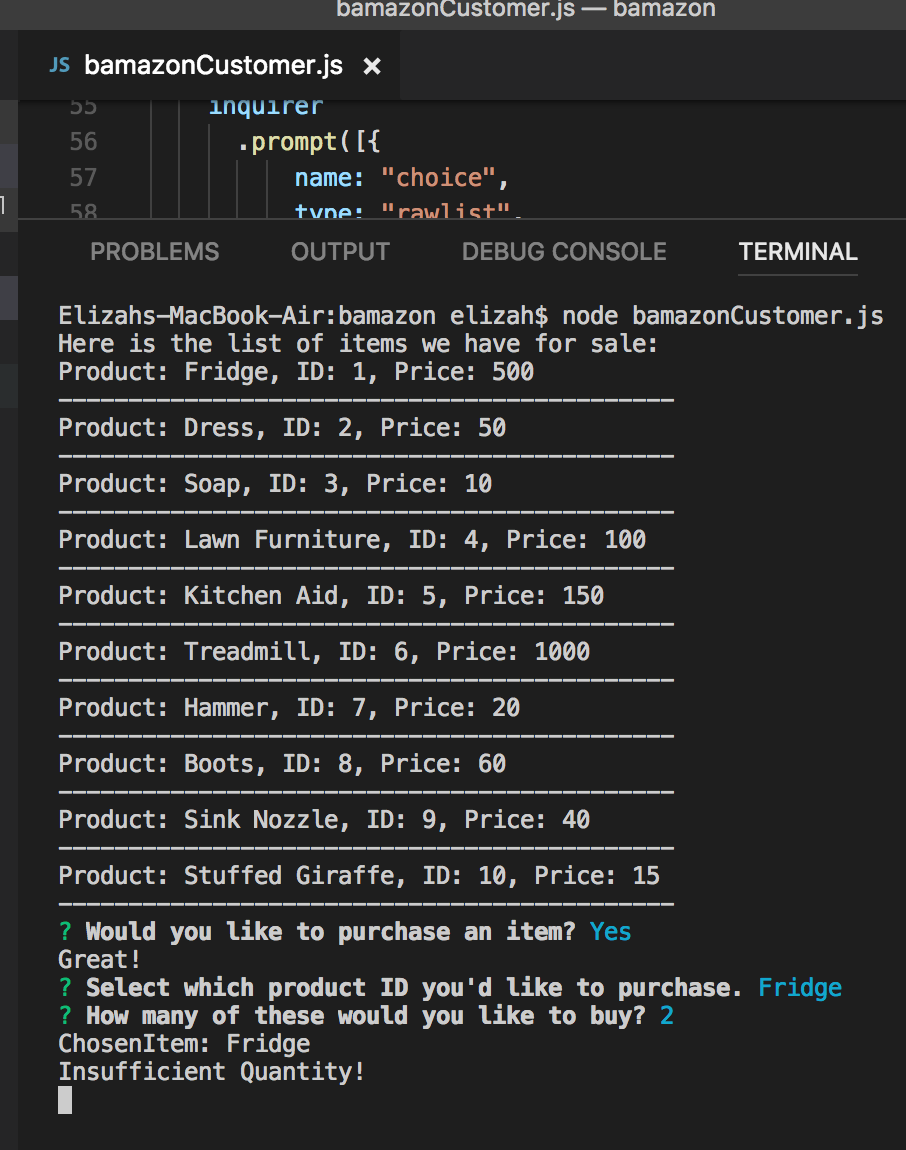 bamazonCustomer.js — bamazon
JS bamazonCustomer.js ×
55 inquirer
56 .prompt([{
57 name: "choice",
58 type: "rawlist",
PROBLEMS OUTPUT DEBUG CONSOLE TERMINAL
Elizahs-MacBook-Air:bamazon elizah$ node bamazonCustomer.js
Here is the list of items we have for sale:
Product: Fridge, ID: 1, Price: 500
--------------------------------------------
Product: Dress, ID: 2, Price: 50
--------------------------------------------
Product: Soap, ID: 3, Price: 10
--------------------------------------------
Product: Lawn Furniture, ID: 4, Price: 100
--------------------------------------------
Product: Kitchen Aid, ID: 5, Price: 150
--------------------------------------------
Product: Treadmill, ID: 6, Price: 1000
--------------------------------------------
Product: Hammer, ID: 7, Price: 20
--------------------------------------------
Product: Boots, ID: 8, Price: 60
--------------------------------------------
Product: Sink Nozzle, ID: 9, Price: 40
--------------------------------------------
Product: Stuffed Giraffe, ID: 10, Price: 15
--------------------------------------------
? Would you like to purchase an item? Yes
Great!
? Select which product ID you'd like to purchase. Fridge
? How many of these would you like to buy? 2
ChosenItem: Fridge
Insufficient Quantity!